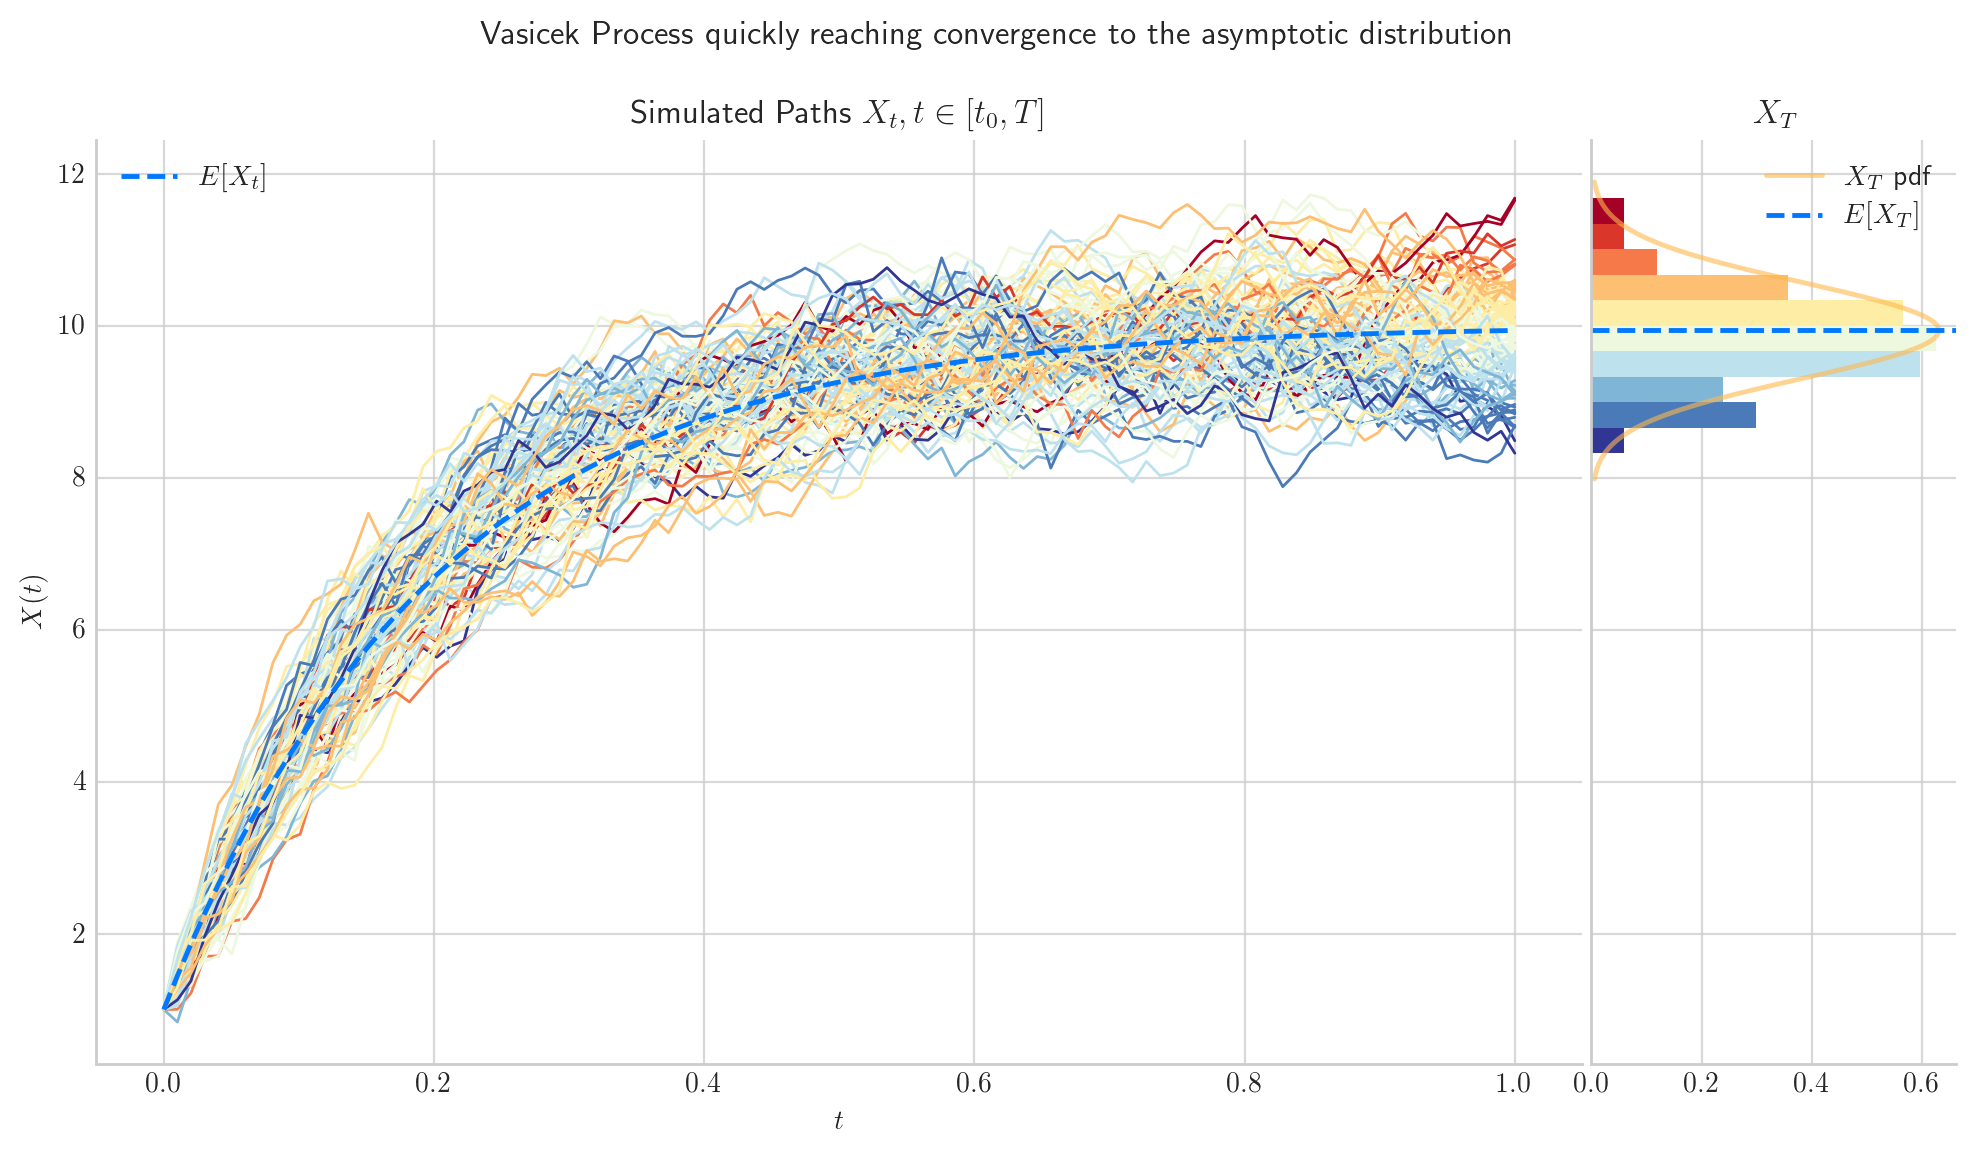 Vasicek Process quickly reaching convergence to the asymptotic distribution
Simulated Paths $X_t, t \in [t_0, T]$
$X_T$
$E[X_t]$
$X_T$ pdf
$E[X_T]$
12
10
8
6
4
2
$X(t)$
0.0 0.2 0.4 0.6 0.8 1.0
0.0 0.2 0.4 0.6
$t$